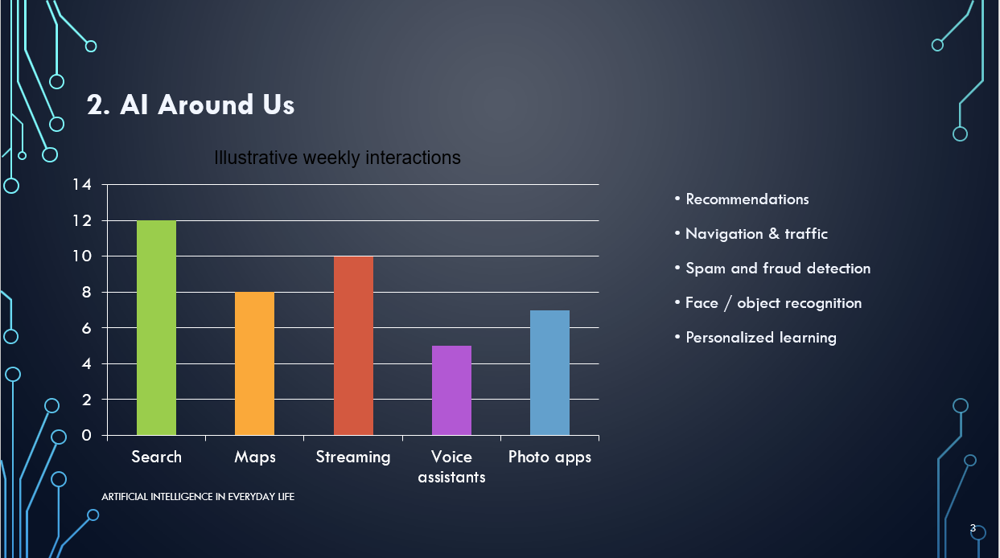 2. AI Around Us
Illustrative weekly interactions
14
12
10
8
6
4
2
0
Search
Maps
Streaming
Voice
assistants
Photo apps
• Recommendations
• Navigation & traffic
• Spam and fraud detection
• Face / object recognition
• Personalized learning
ARTIFICIAL INTELLIGENCE IN EVERYDAY LIFE
3